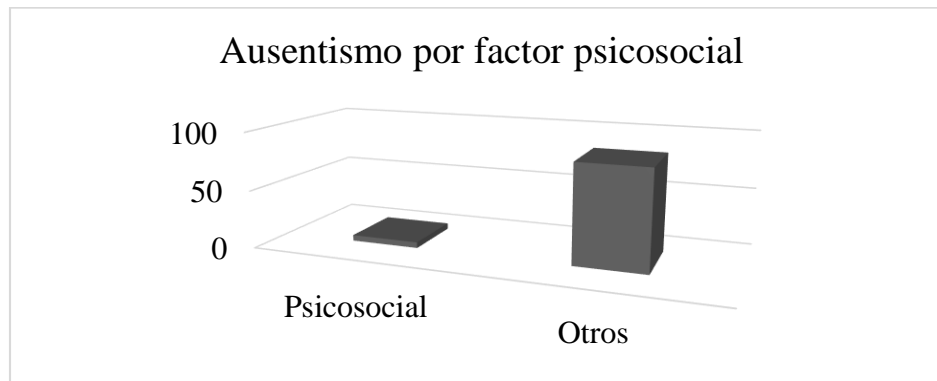 Ausentismo por factor psicosocial
100
50
0
Psicosocial
Otros